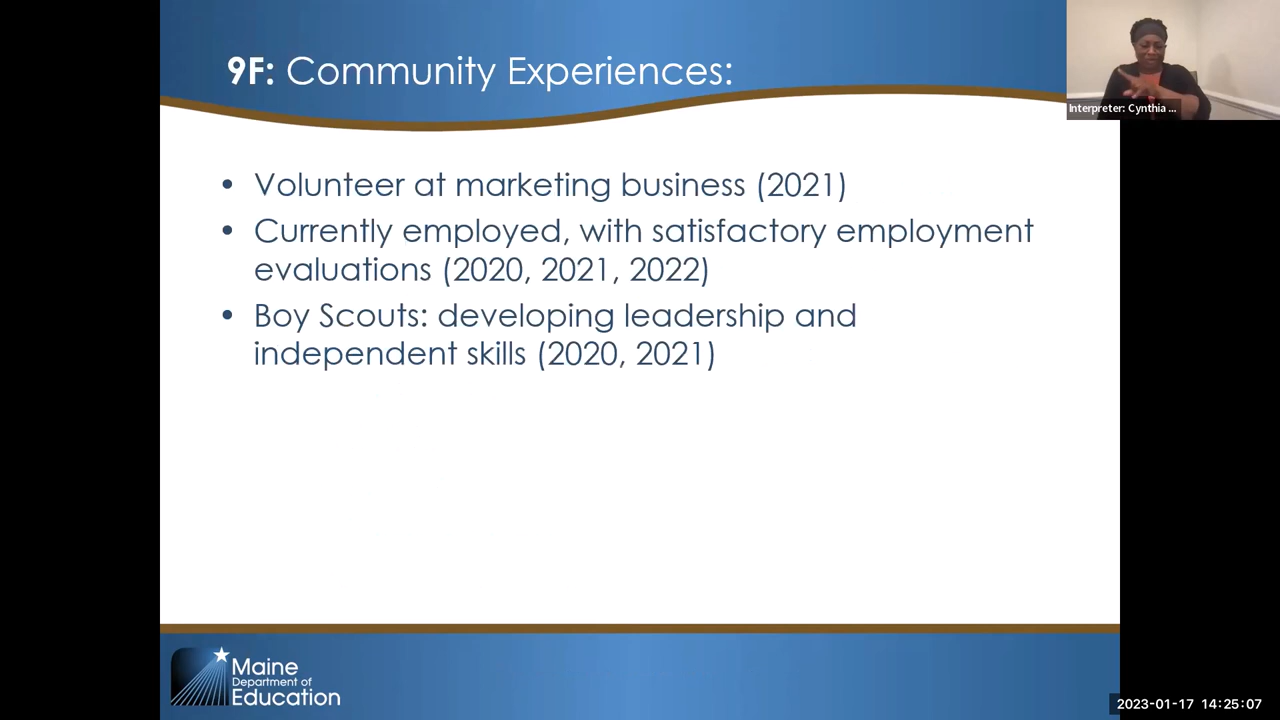 9F: Community Experiences:
Interpreter: Cynthia ...
• Volunteer at marketing business (2021)
• Currently employed, with satisfactory employment
evaluations (2020, 2021, 2022)
• Boy Scouts: developing leadership and
independent skills (2020, 2021)
Maine
Department of
Education
2023-01-17 14:25:07